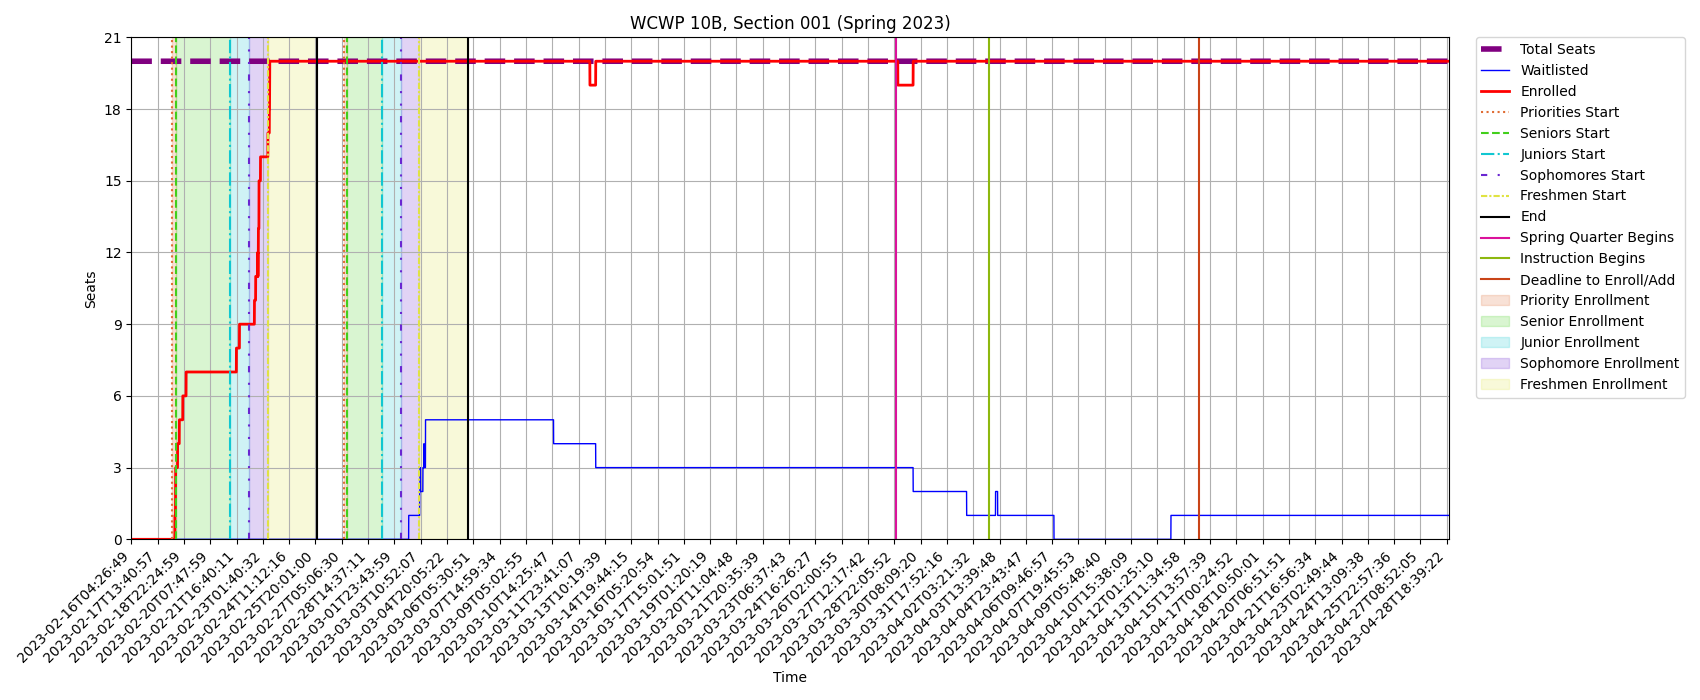 WCWP 10B, Section 001 (Spring 2023)
Seats
21
18
15
12
9
6
3
0
2023-02-16T04:26:49
2023-02-17T13:40:57
2023-02-18T22:24:59
2023-02-20T07:47:59
2023-02-21T16:40:11
2023-02-23T01:40:32
2023-02-24T11:12:16
2023-02-25T20:01:00
2023-02-27T05:06:30
2023-02-28T14:37:11
2023-03-01T23:43:59
2023-03-03T10:52:07
2023-03-04T20:05:22
2023-03-06T05:30:51
2023-03-07T14:59:34
2023-03-09T05:02:55
2023-03-10T14:25:47
2023-03-11T23:41:07
2023-03-13T10:19:39
2023-03-14T19:44:15
2023-03-16T05:20:54
2023-03-17T15:01:51
2023-03-19T01:20:19
2023-03-20T11:04:48
2023-03-21T20:35:39
2023-03-23T06:37:43
2023-03-24T16:26:27
2023-03-26T02:00:55
2023-03-27T12:17:42
2023-03-28T22:05:52
2023-03-30T08:09:20
2023-03-31T17:52:16
2023-04-02T03:21:32
2023-04-03T13:39:48
2023-04-04T23:43:47
2023-04-06T09:46:57
2023-04-07T19:45:53
2023-04-09T05:48:40
2023-04-10T15:38:09
2023-04-12T01:25:10
2023-04-13T11:34:58
2023-04-15T13:57:39
2023-04-17T00:24:52
2023-04-18T10:50:01
2023-04-20T06:51:51
2023-04-21T16:56:34
2023-04-23T02:49:44
2023-04-24T13:09:38
2023-04-25T22:57:36
2023-04-27T08:52:05
2023-04-28T18:39:22
Time
Total Seats
Waitlisted
Enrolled
Priorities Start
Seniors Start
Juniors Start
Sophomores Start
Freshmen Start
End
Spring Quarter Begins
Instruction Begins
Deadline to Enroll/Add
Priority Enrollment
Senior Enrollment
Junior Enrollment
Sophomore Enrollment
Freshmen Enrollment